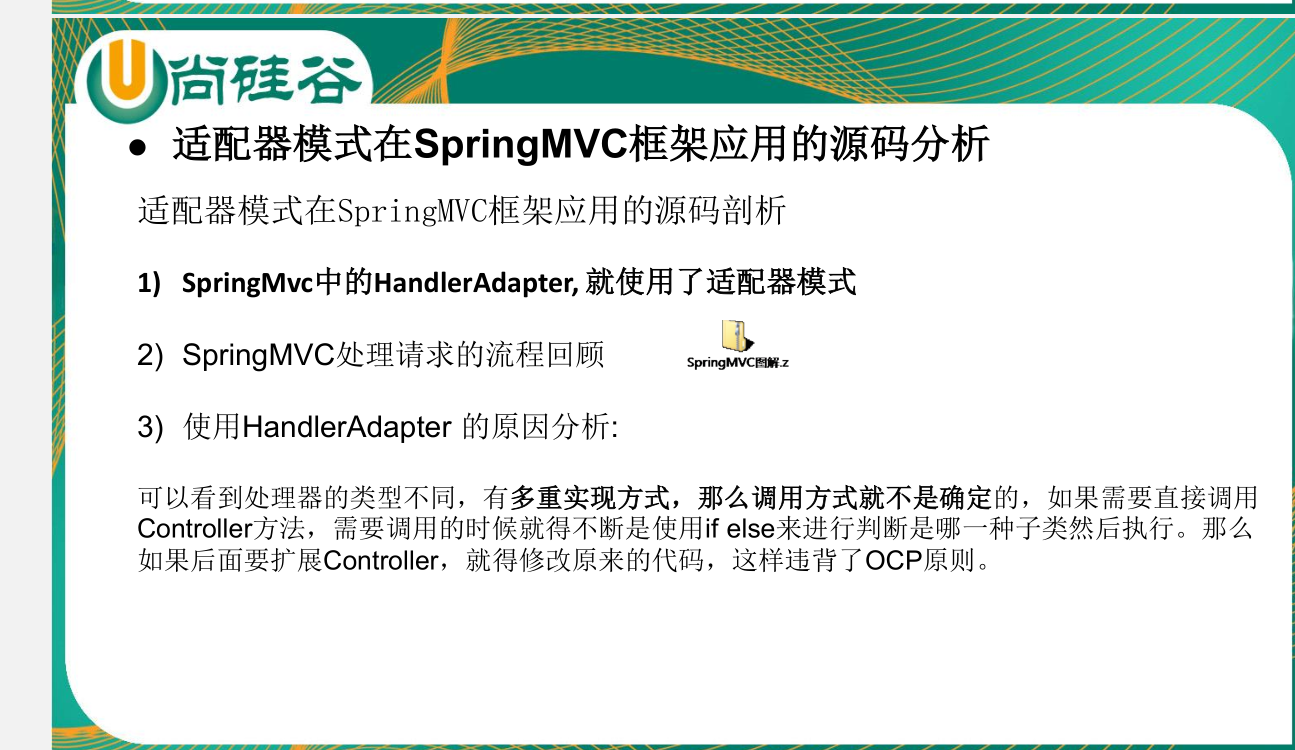 尚硅谷
● 适配器模式在SpringMVC框架应用的源码分析
适配器模式在SpringMVC框架应用的源码剖析
1) SpringMvc中的HandlerAdapter, 就使用了适配器模式
2) SpringMVC处理请求的流程回顾
SpringMVC图解.z
3) 使用HandlerAdapter 的原因分析:
可以看到处理器的类型不同，有多重实现方式，那么调用方式就不是确定的，如果需要直接调用
Controller方法，需要调用的时候就得不断是使用if else来进行判断是哪一种子类然后执行。那么
如果后面要扩展Controller，就得修改原来的代码，这样违背了OCP原则。